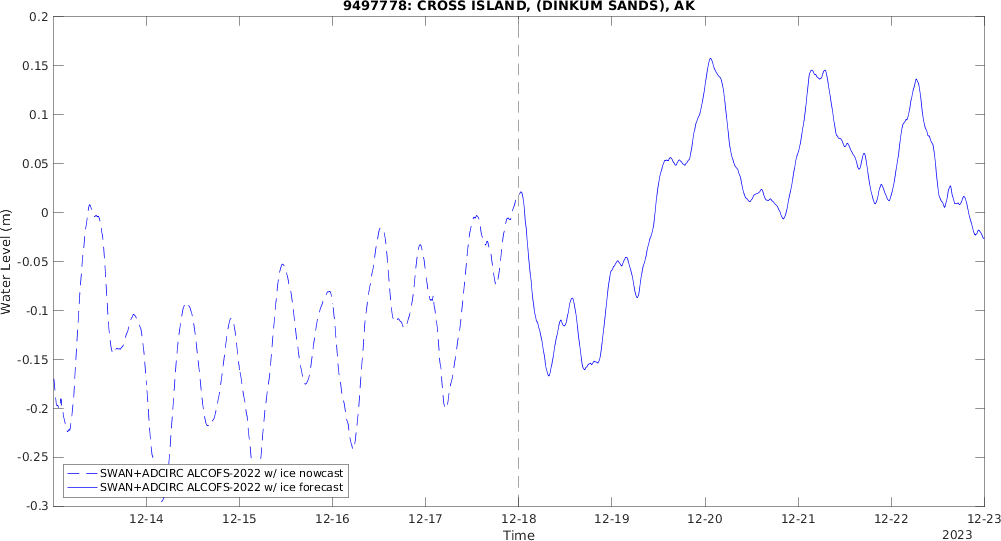 9497778: CROSS ISLAND, (DINKUM SANDS), AK
0.2
0.15
0.1
0.05
0
-0.05
-0.1
-0.15
-0.2
-0.25
-0.3
Water Level (m)
SWAN+ADCIRC ALCOFS-2022 w/ ice nowcast
SWAN+ADCIRC ALCOFS-2022 w/ ice forecast
12-14 12-15 12-16 12-17 12-18 12-19 12-20 12-21 12-22 12-23
Time
2023